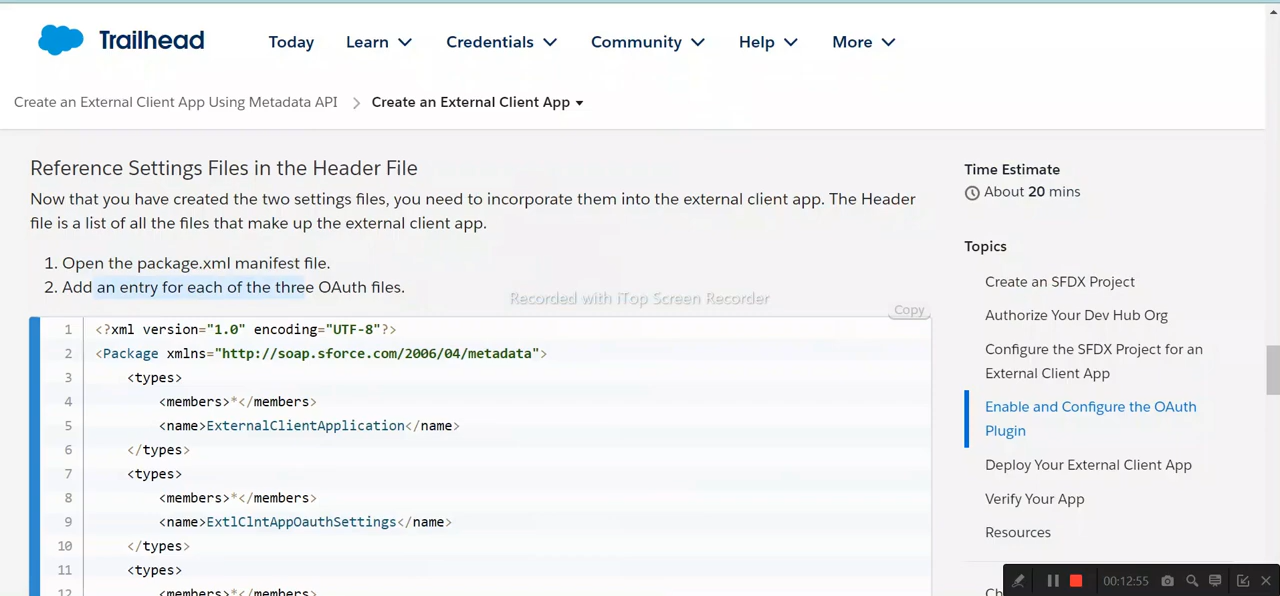 Trailhead
Today Learn Credentials Community Help More
Create an External Client App Using Metadata API > Create an External Client App
Reference Settings Files in the Header File
Now that you have created the two settings files, you need to incorporate them into the external client app. The Header
file is a list of all the files that make up the external client app.
1. Open the package.xml manifest file.
2. Add an entry for each of the three OAuth files.
Recorded with iTop Screen Recorder
Copy
1 <?xml version="1.0" encoding="UTF-8"?>
2 <Package xmlns="http://soap.sforce.com/2006/04/metadata">
3 <types>
4 <members>*</members>
5 <name>ExternalClientApplication</name>
6 </types>
7 <types>
8 <members>*</members>
9 <name>ExtlClntAppOauthSettings</name>
10 </types>
11 <types>
12 <members>*</members>
Time Estimate
About 20 mins
Topics
Create an SFDX Project
Authorize Your Dev Hub Org
Configure the SFDX Project for an
External Client App
Enable and Configure the OAuth
Plugin
Deploy Your External Client App
Verify Your App
Resources
Ch
00:12:55